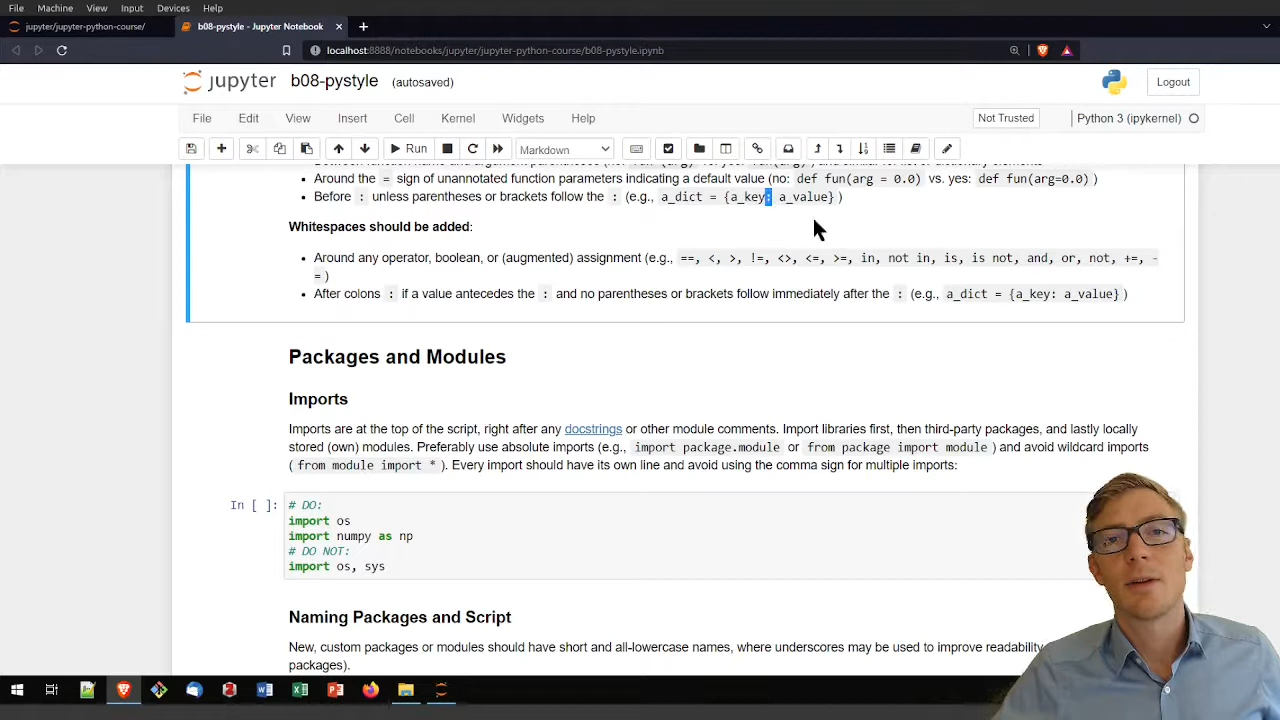 File Machine View Input Devices Help
jupyter/jupyter-python-course/
b08-pystyle - Jupyter Notebook
localhost:8888/notebooks/jupyter/jupyter-python-course/b08-pystyle.ipynb
jupyter b08-pystyle (autosaved)
Logout
File Edit View Insert Cell Kernel Widgets Help
Not Trusted
Python 3 (ipykernel)
Run
Markdown
Around the = sign of unannotated function parameters indicating a default value (no: def fun(arg = 0.0) vs. yes: def fun(arg=0.0) )
Before : unless parentheses or brackets follow the : (e.g., a_dict = {a_key: a_value} )
Whitespaces should be added:
Around any operator, boolean, or (augmented) assignment (e.g., ==, <, >, !=, <>, <=, >=, in, not in, is, is not, and, or, not, +=, -
= )
After colons : if a value antecedes the : and no parentheses or brackets follow immediately after the : (e.g., a_dict = {a_key: a_value} )
Packages and Modules
Imports
Imports are at the top of the script, right after any docstrings or other module comments. Import libraries first, then third-party packages, and lastly locally
stored (own) modules. Preferably use absolute imports (e.g., import package.module or from package import module ) and avoid wildcard imports
( from module import * ). Every import should have its own line and avoid using the comma sign for multiple imports:
In [ ]:
# DO:
import os
import numpy as np
# DO NOT:
import os, sys
Naming Packages and Script
New, custom packages or modules should have short and all-lowercase names, where underscores may be used to improve readability
packages).